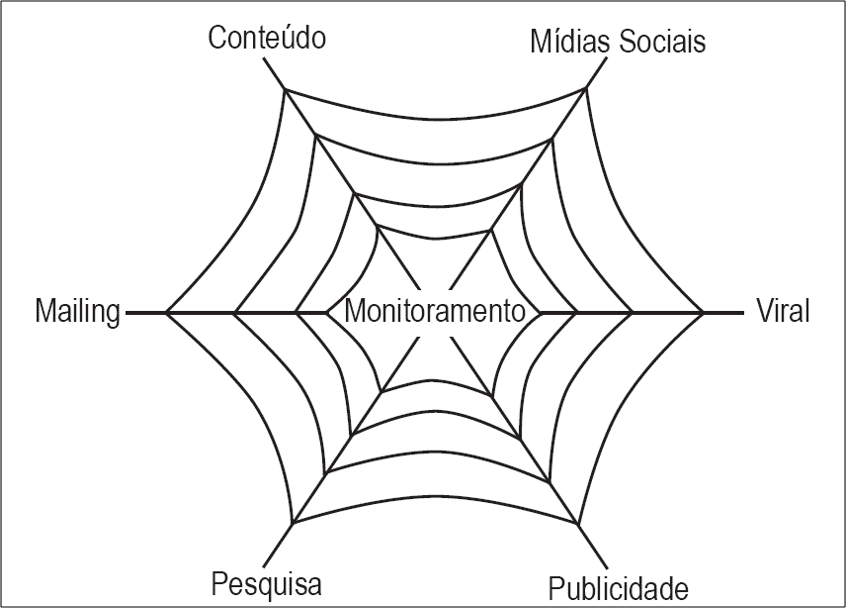 Conteúdo
Mídias Sociais
Mailing
Monitoramento
Viral
Pesquisa
Publicidade